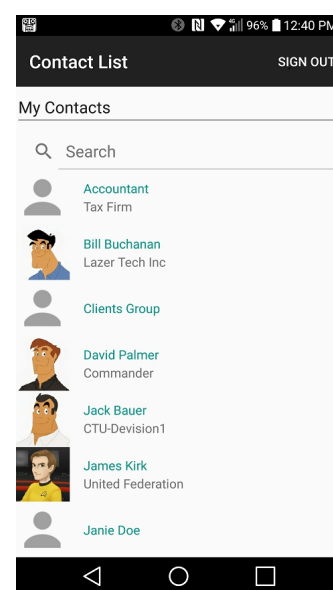 96% 12:40 PM
Contact List SIGN OUT
My Contacts
Search
Accountant
Tax Firm
Bill Buchanan
Lazer Tech Inc
Clients Group
David Palmer
Commander
Jack Bauer
CTU-Devision1
James Kirk
United Federation
Janie Doe